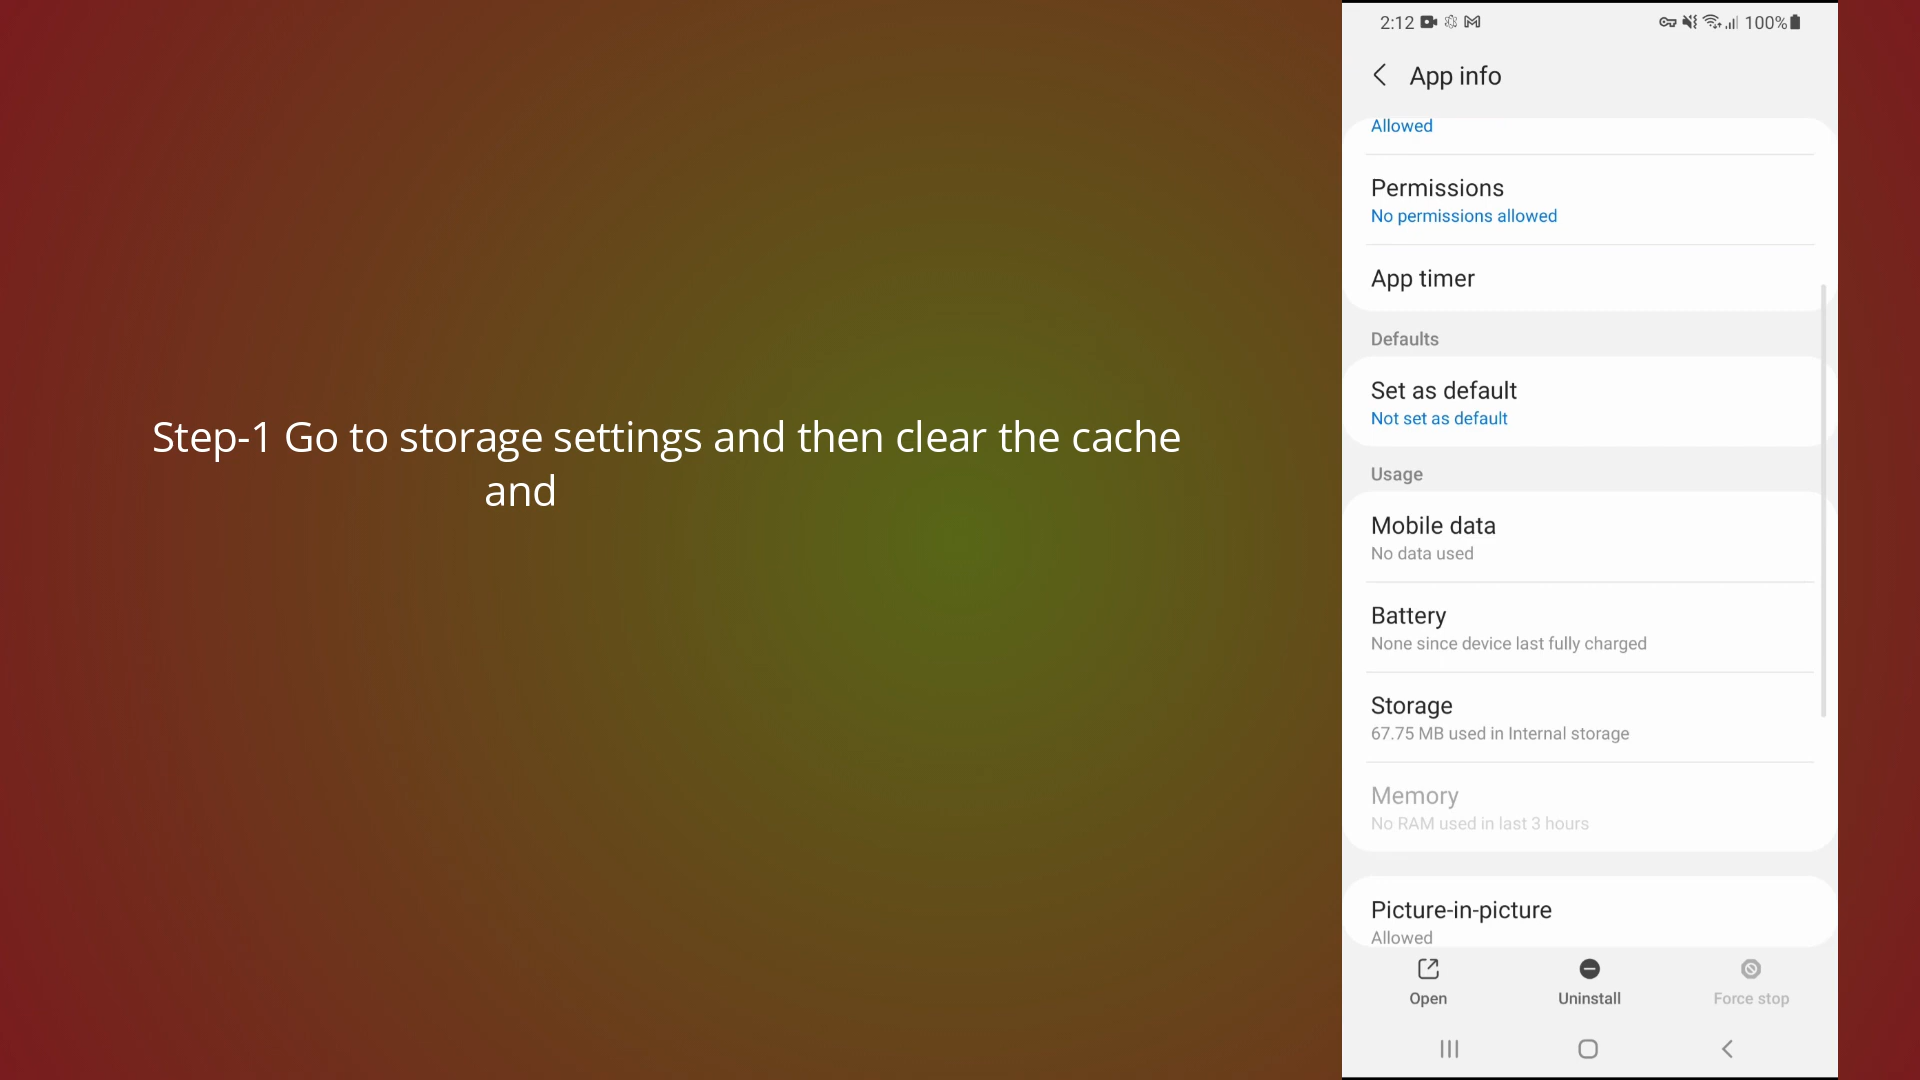 Step-1 Go to storage settings and then clear the cache
and
2:12
100%
App info
Allowed
Permissions
No permissions allowed
App timer
Defaults
Set as default
Not set as default
Usage
Mobile data
No data used
Battery
None since device last fully charged
Storage
67.75 MB used in Internal storage
Memory
No RAM used in last 3 hours
Picture-in-picture
Allowed
Open
Uninstall
Force stop